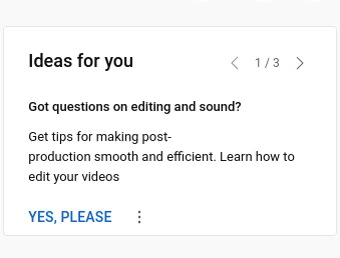 Ideas for you
1 / 3
Got questions on editing and sound?
Get tips for making post-
production smooth and efficient. Learn how to
edit your videos
YES, PLEASE